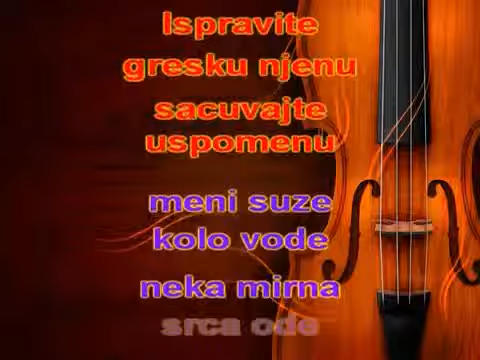 Ispravite
gresku njenu
sacuvajte
uspomenu
meni suze
kolo vode
neka mirna
srca ode